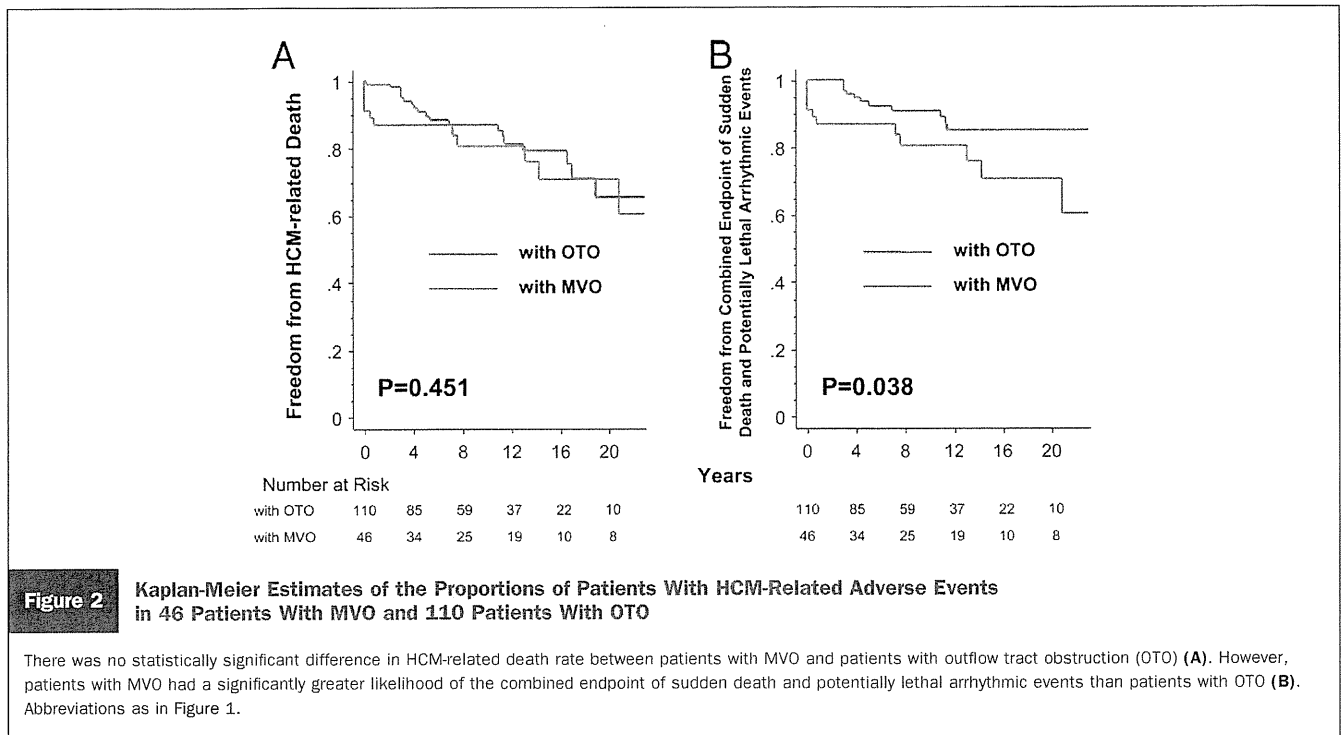 A
Freedom from HCM-related Death
1
.8
.6
.4
.2
0
with OTO
with MVO
P=0.451
0 4 8 12 16 20
B
Freedom from Combined Endpoint of Sudden
Death and Potentially Lethal Arrhythmic Events
1
.8
.6
.4
.2
0
with OTO
with MVO
P=0.038
0 4 8 12 16 20
Years
Number at Risk
with OTO 110 85 59 37 22 10 110 85 59 37 22 10
with MVO 46 34 25 19 10 8 46 34 25 19 10 8
Figure 2
Kaplan-Meier Estimates of the Proportions of Patients With HCM-Related Adverse Events
in 46 Patients With MVO and 110 Patients With OTO
There was no statistically significant difference in HCM-related death rate between patients with MVO and patients with outflow tract obstruction (OTO) (A). However,
patients with MVO had a significantly greater likelihood of the combined endpoint of sudden death and potentially lethal arrhythmic events than patients with OTO (B).
Abbreviations as in Figure 1.